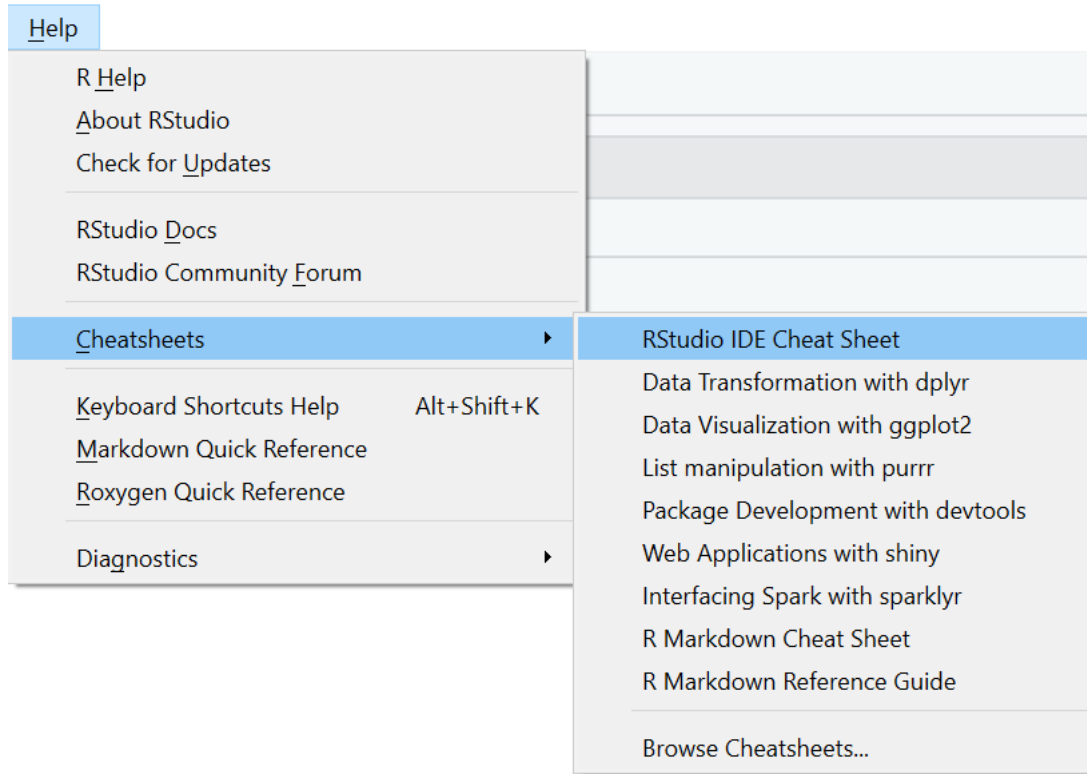 Help
R Help
About RStudio
Check for Updates
RStudio Docs
RStudio Community Forum
Cheatsheets
Keyboard Shortcuts Help Alt+Shift+K
Markdown Quick Reference
Roxygen Quick Reference
Diagnostics
RStudio IDE Cheat Sheet
Data Transformation with dplyr
Data Visualization with ggplot2
List manipulation with purrr
Package Development with devtools
Web Applications with shiny
Interfacing Spark with sparklyr
R Markdown Cheat Sheet
R Markdown Reference Guide
Browse Cheatsheets...